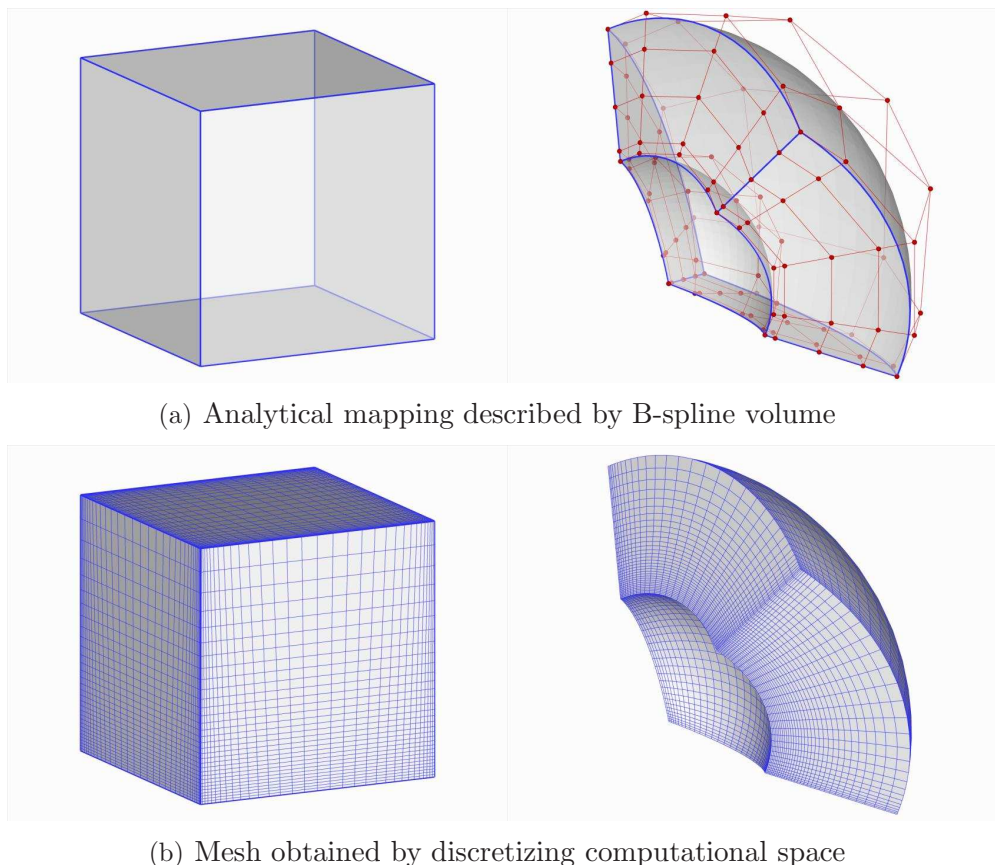 (a) Analytical mapping described by B-spline volume
(b) Mesh obtained by discretizing computational space